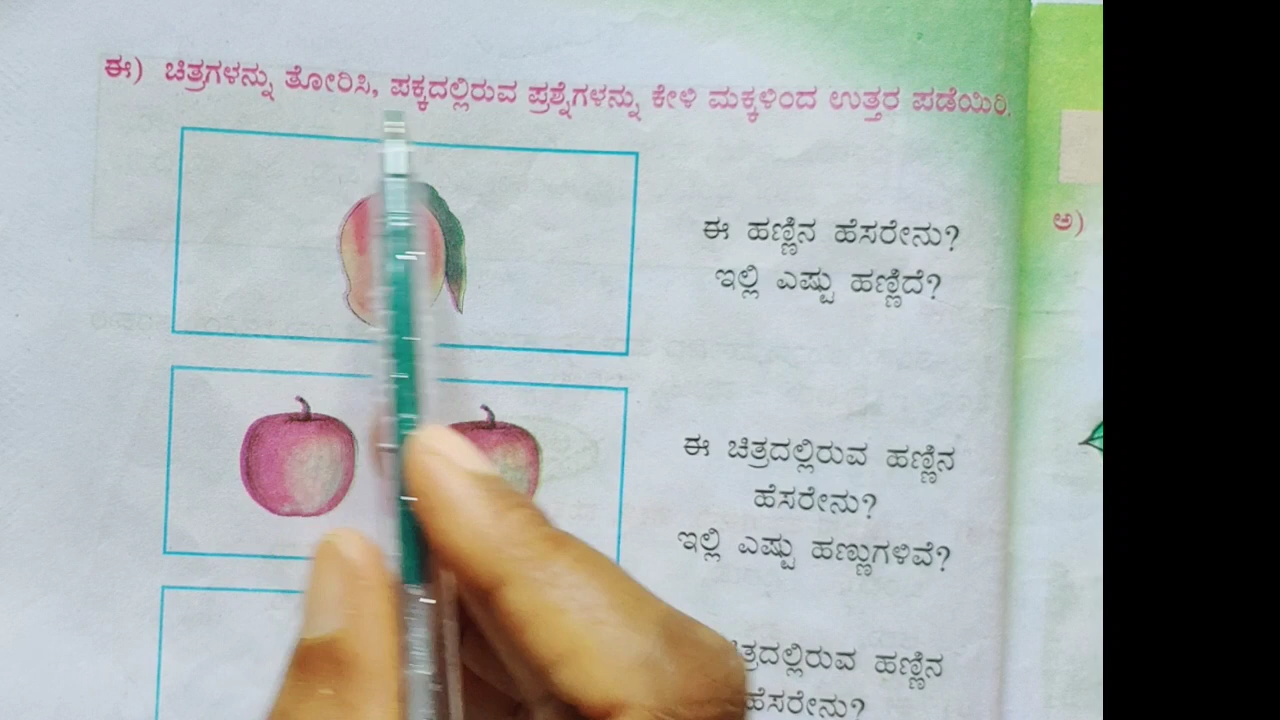 ಈ) ಚಿತ್ರಗಳನ್ನು ತೋರಿಸಿ, ಪಕ್ಕದಲ್ಲಿರುವ ಪ್ರಶ್ನೆಗಳನ್ನು ಕೇಳಿ ಮಕ್ಕಳಿಂದ ಉತ್ತರ ಪಡೆಯಿರಿ.
ಈ ಹಣ್ಣಿನ ಹೆಸರೇನು?
ಇಲ್ಲಿ ಎಷ್ಟು ಹಣ್ಣಿದೆ?
ಈ ಚಿತ್ರದಲ್ಲಿರುವ ಹಣ್ಣಿನ
ಹೆಸರೇನು?
ಇಲ್ಲಿ ಎಷ್ಟು ಹಣ್ಣುಗಳಿವೆ?
ಹಣ್ಣಿನ
ಹೆಸರೇನು?
ಅ)